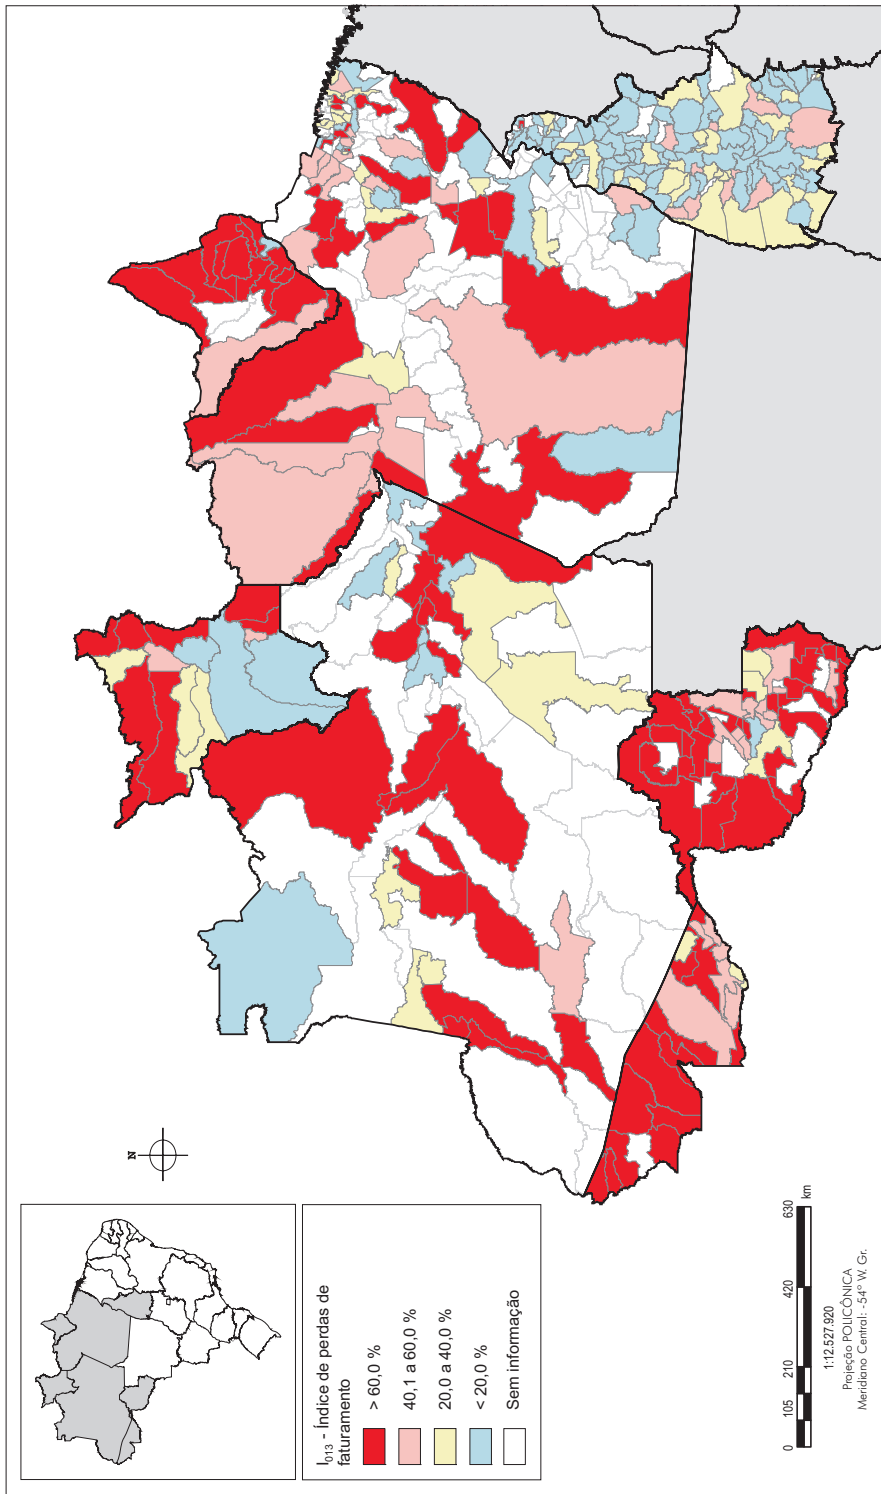 N
I013 - Índice de perdas de
faturamento
> 60,0 %
40,1 a 60,0 %
20,0 a 40,0 %
< 20,0 %
Sem informação
0 105 210 420 630
km
1:12.527.920
Projeção POLICÔNICA
Meridiano Central: -54° W. Gr.